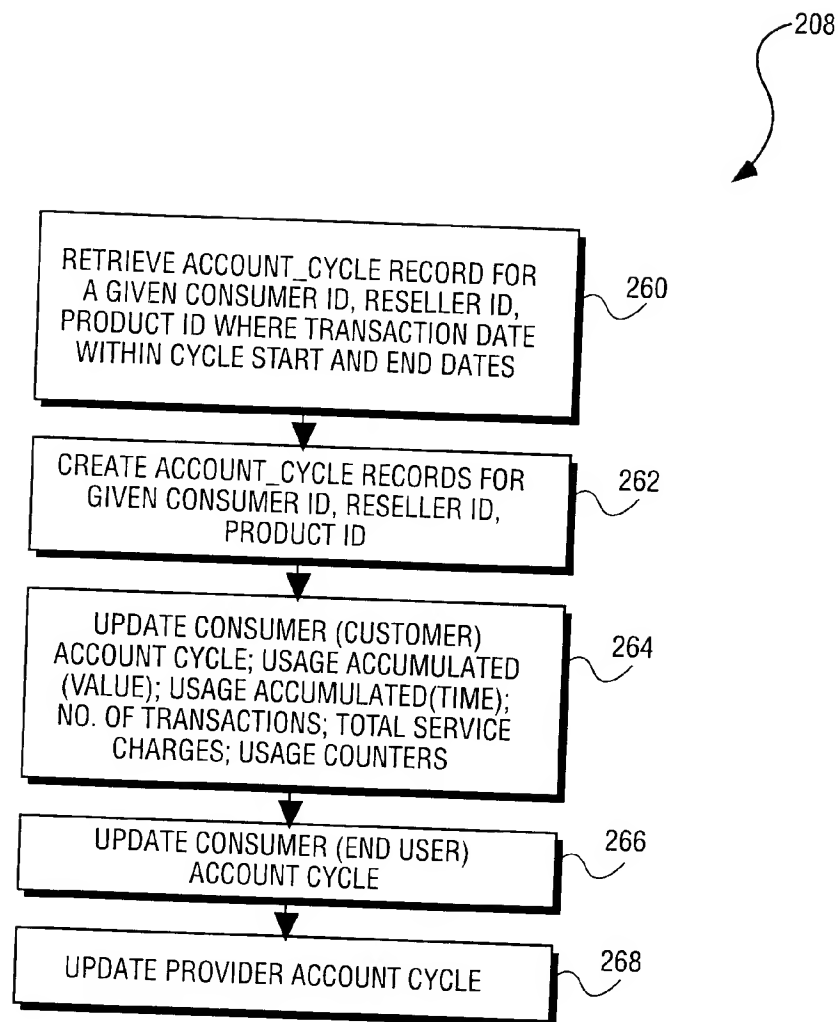 208
RETRIEVE ACCOUNT_CYCLE RECORD FOR
A GIVEN CONSUMER ID, RESELLER ID,
PRODUCT ID WHERE TRANSACTION DATE
WITHIN CYCLE START AND END DATES
260
CREATE ACCOUNT_CYCLE RECORDS FOR
GIVEN CONSUMER ID, RESELLER ID,
PRODUCT ID
262
UPDATE CONSUMER (CUSTOMER)
ACCOUNT CYCLE; USAGE ACCUMULATED
(VALUE); USAGE ACCUMULATED(TIME);
NO. OF TRANSACTIONS; TOTAL SERVICE
CHARGES; USAGE COUNTERS
264
UPDATE CONSUMER (END USER)
ACCOUNT CYCLE
266
UPDATE PROVIDER ACCOUNT CYCLE
268